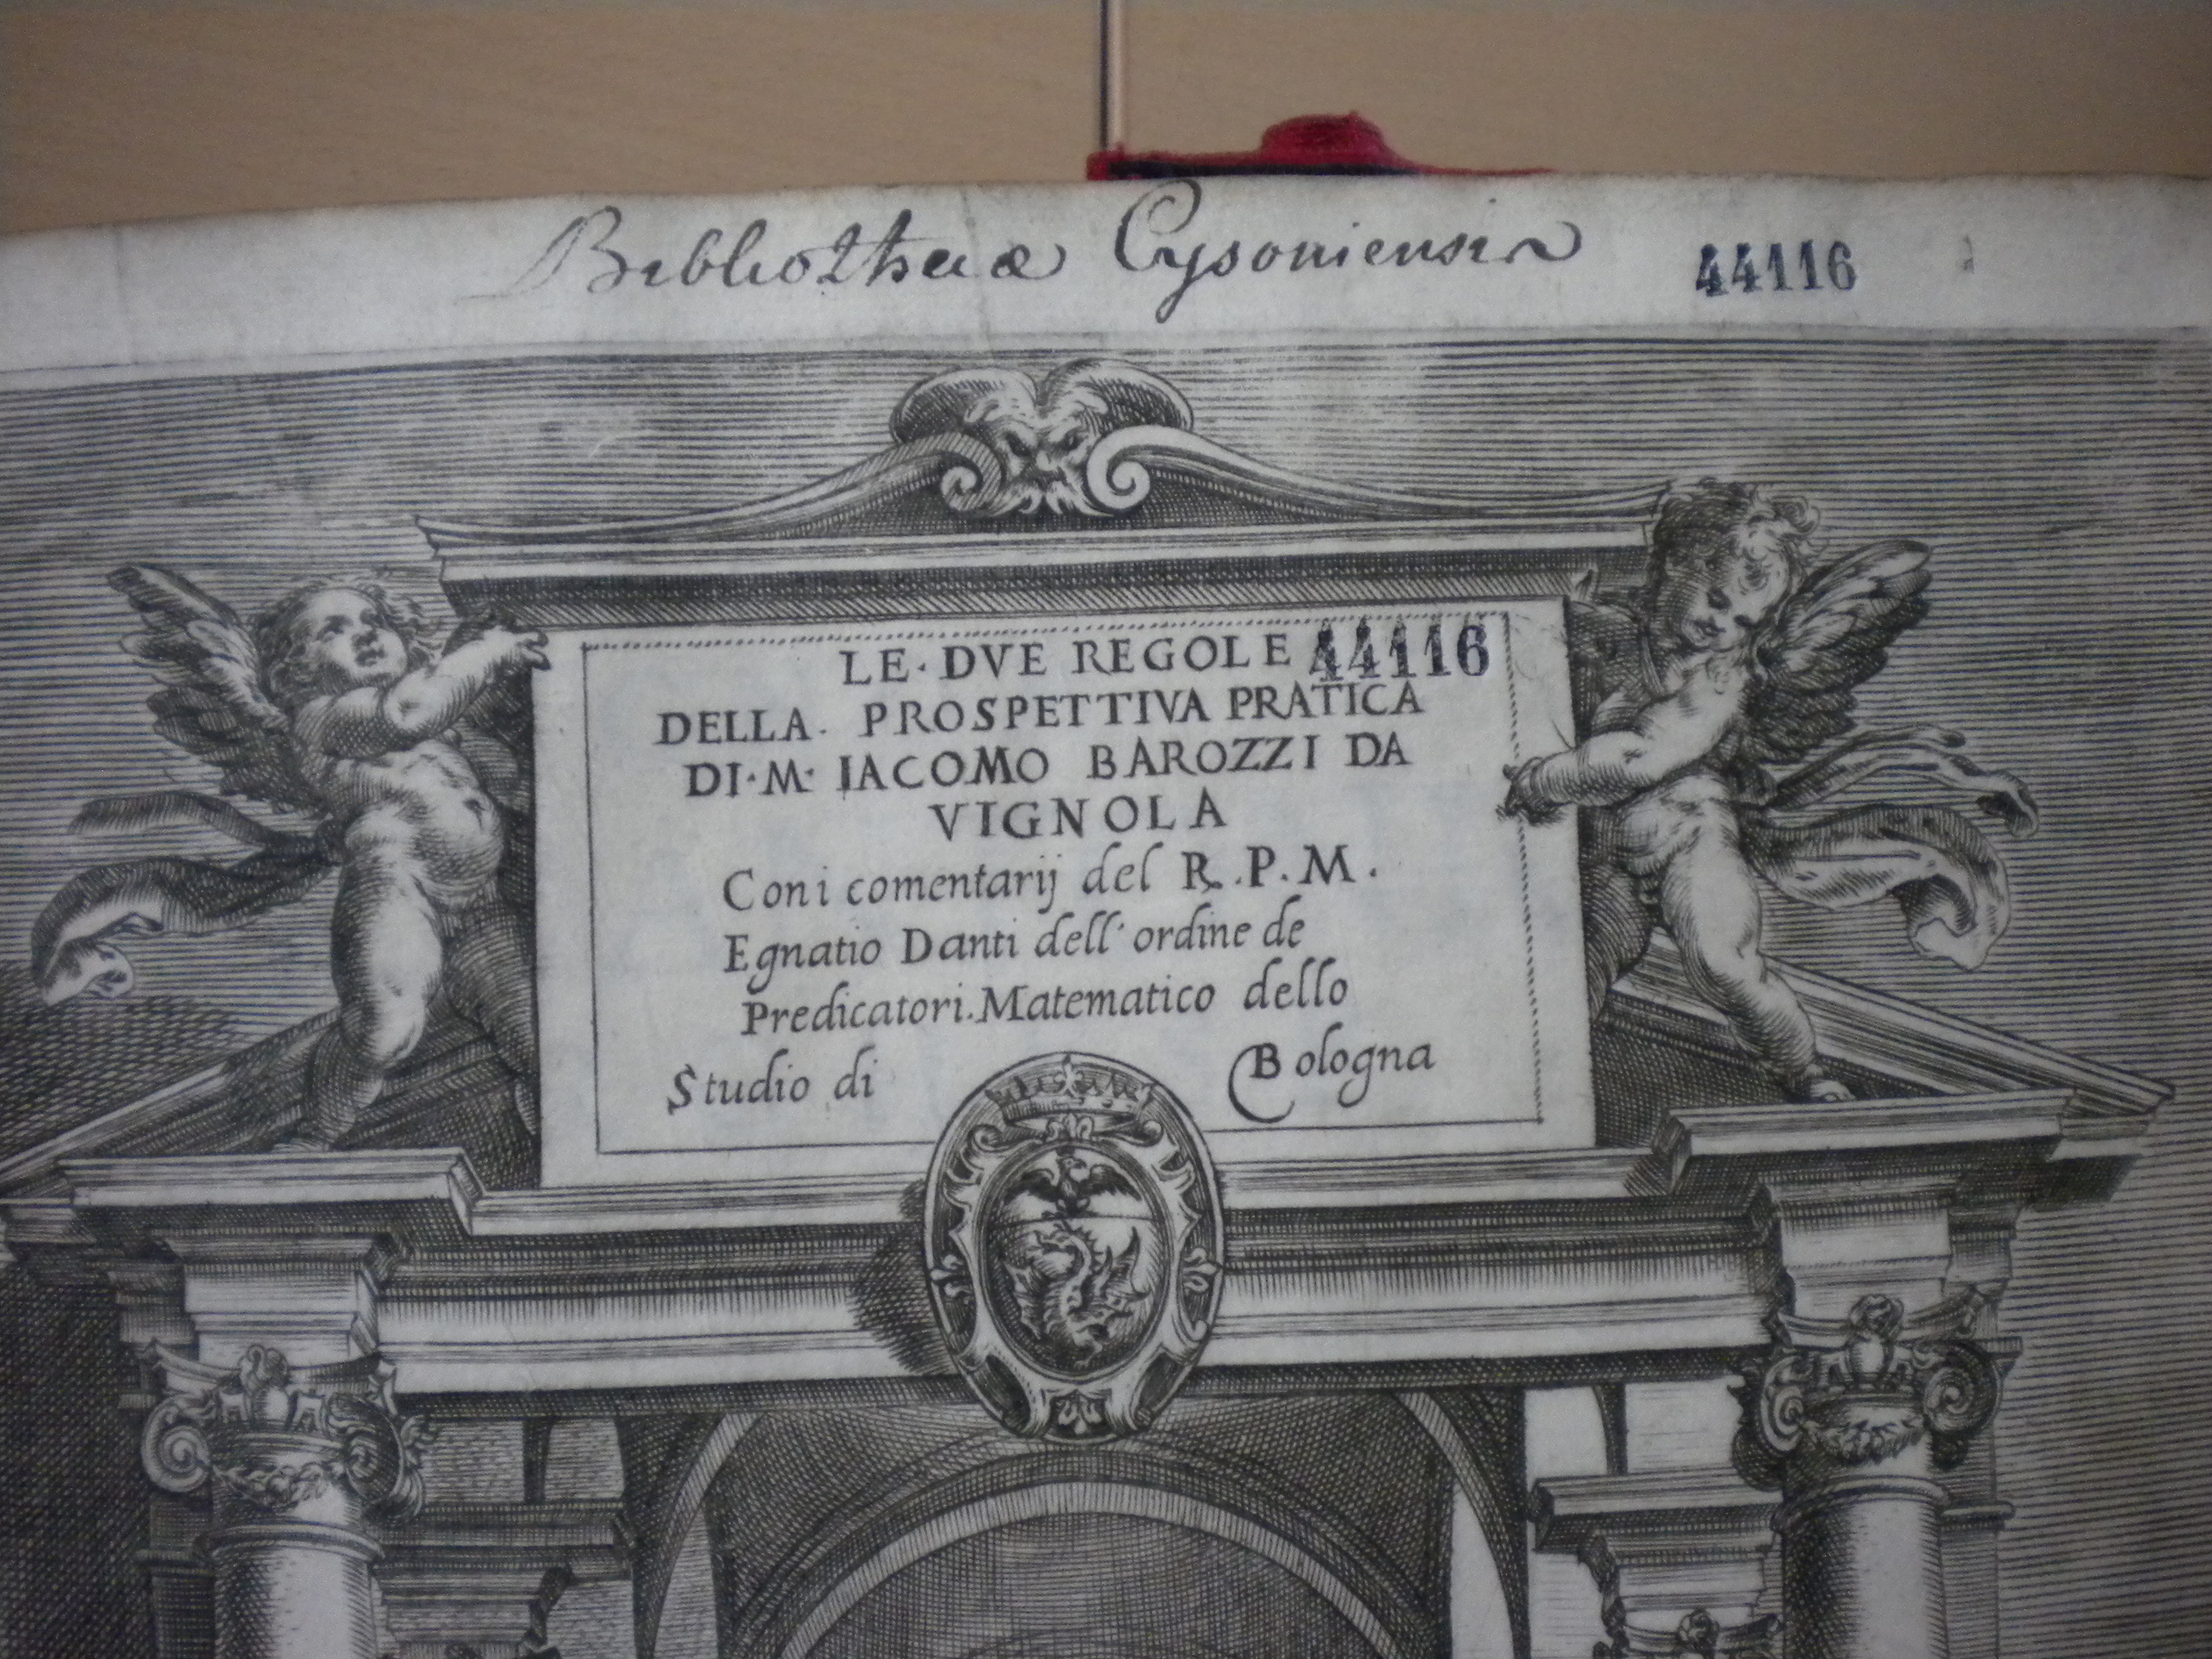 Bibliothecæ Cysoniensis 44116
LE·DVE REGOLE 44116
DELLA. PROSPETTIVA PRATICA
DI·M· IACOMO BAROZZI DA
VIGNOLA
Con i comentarij del R.P.M.
Egnatio Danti dell'ordine de
Predicatori. Matematico dello
Studio di Bologna